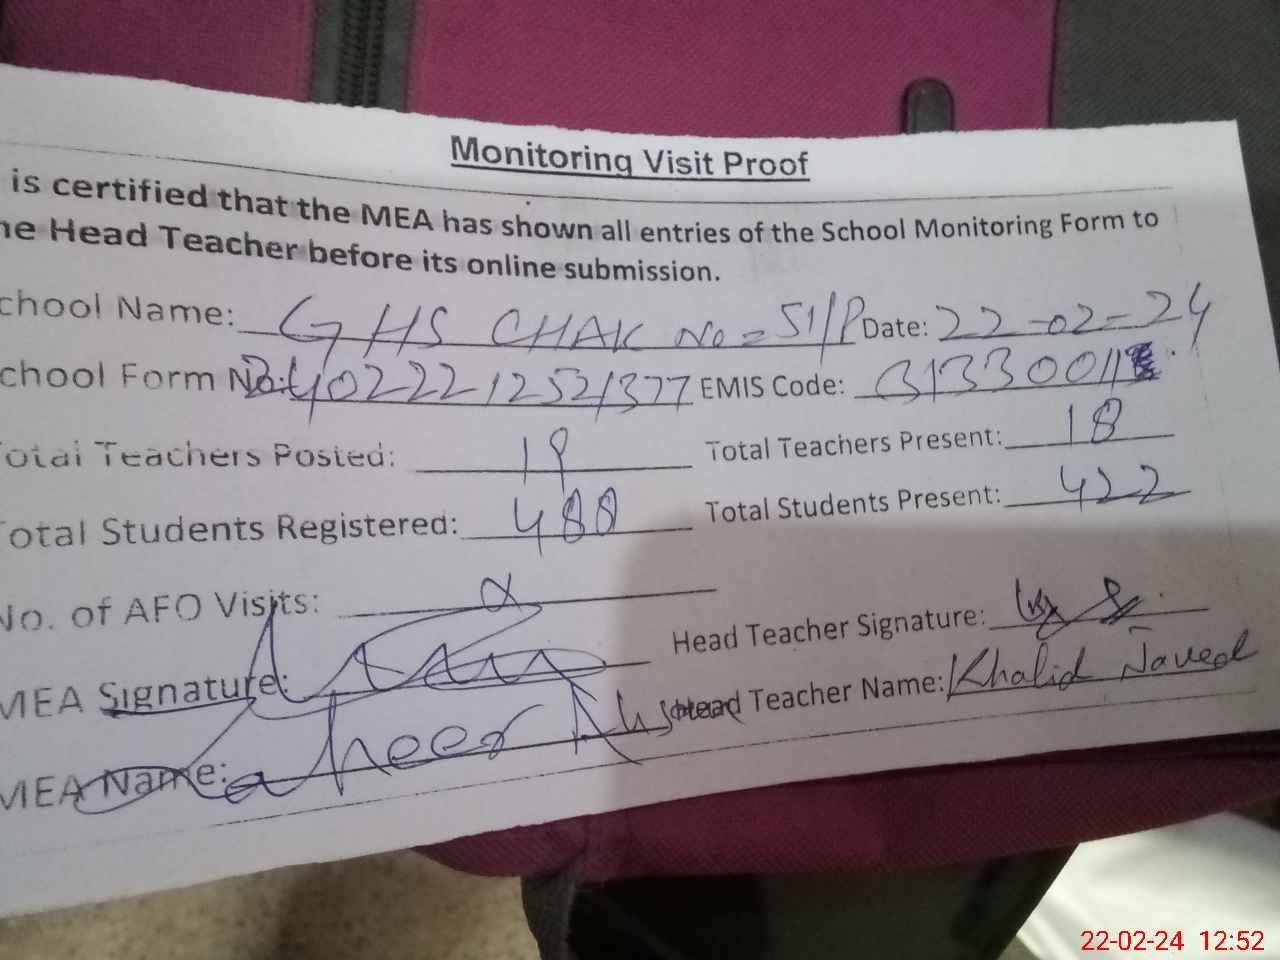 Monitoring Visit Proof
is certified that the MEA has shown all entries of the School Monitoring Form to
he Head Teacher before its online submission.
chool Name: GHS CHAK No = 51/P Date: 22-02-24
chool Form No: 24022212521377 EMIS Code: 31330011
otal Teachers Posted: 19 Total Teachers Present: 18
Total Students Registered: 488 Total Students Present: 422
No. of AFO Visits:
Head Teacher Signature:
MEA Signature:
Head Teacher Name: Khalid Javed
MEA Name:
22-02-24 12:52